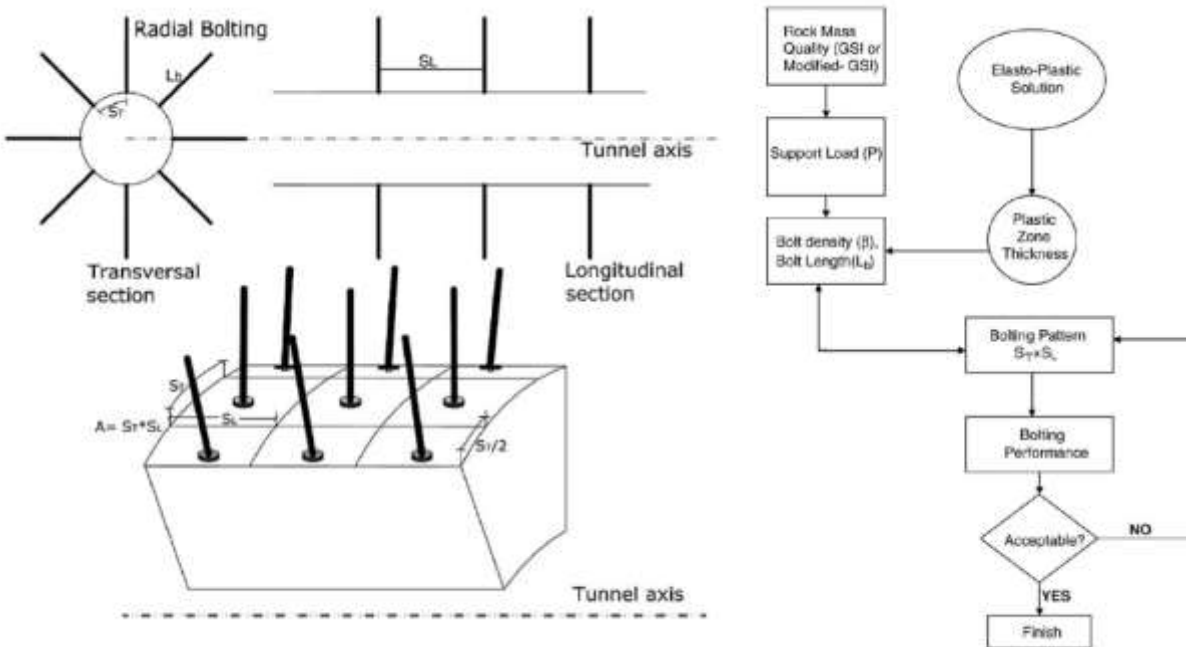 Radial Bolting
Lb
ST
SL
Tunnel axis
Transversal
section
Longitudinal
section
ST
SL
A= ST*SL
ST/2
Tunnel axis
Rock Mass
Quality (GSI or
Modified- GSI)
Support Load (P)
Bolt density (β),
Bolt Length(Lb)
Elasto-Plastic
Solution
Plastic
Zone
Thickness
Bolting Pattern
ST×SL
Bolting
Performance
Acceptable?
NO
YES
Finish